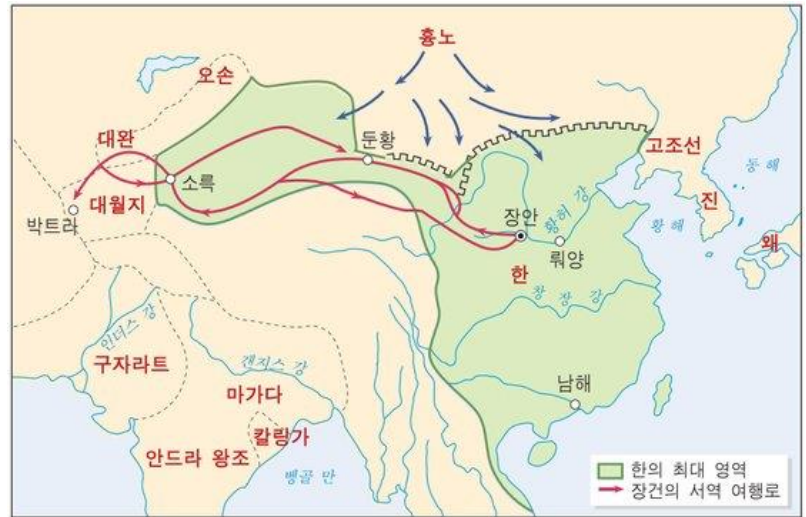 흉노
오손
대완
둔황
고조선
동해
소륵
대월지
진
박트라
장안
황허 강
황해
왜
뤄양
한
인더스 강
창장 강
구자라트
갠지스 강
마가다
남해
칼링가
안드라 왕조
벵골 만
한의 최대 영역
장건의 서역 여행로